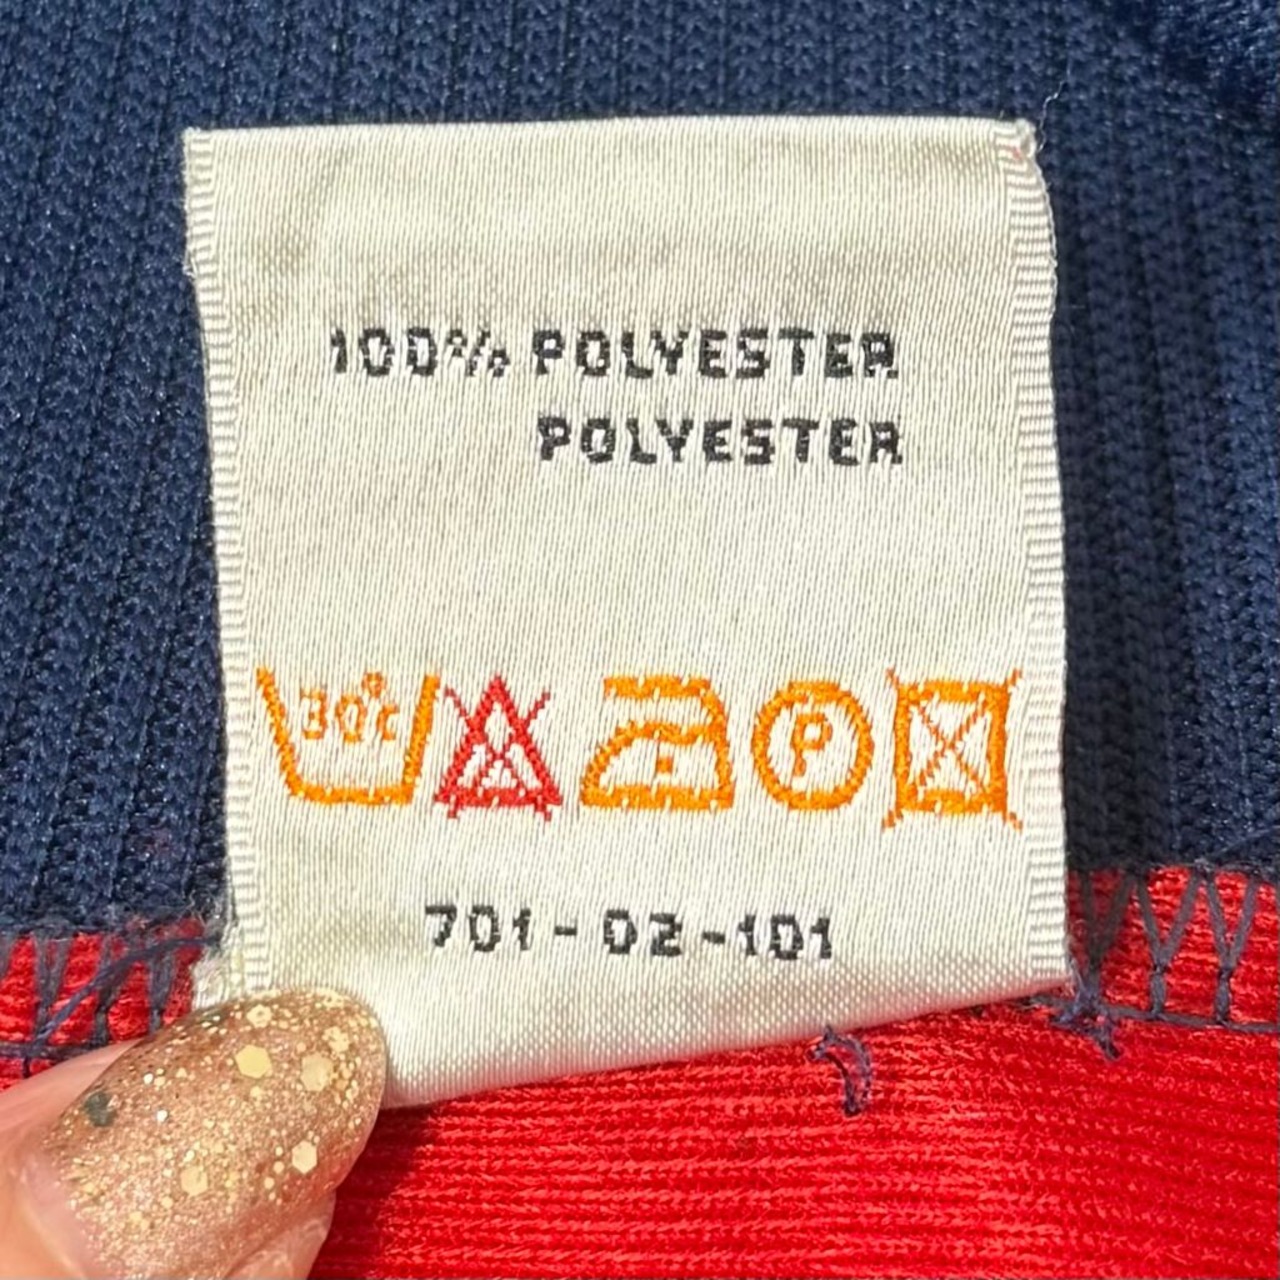 100% POLYESTER
POLYESTER
30°c P
701-02-101